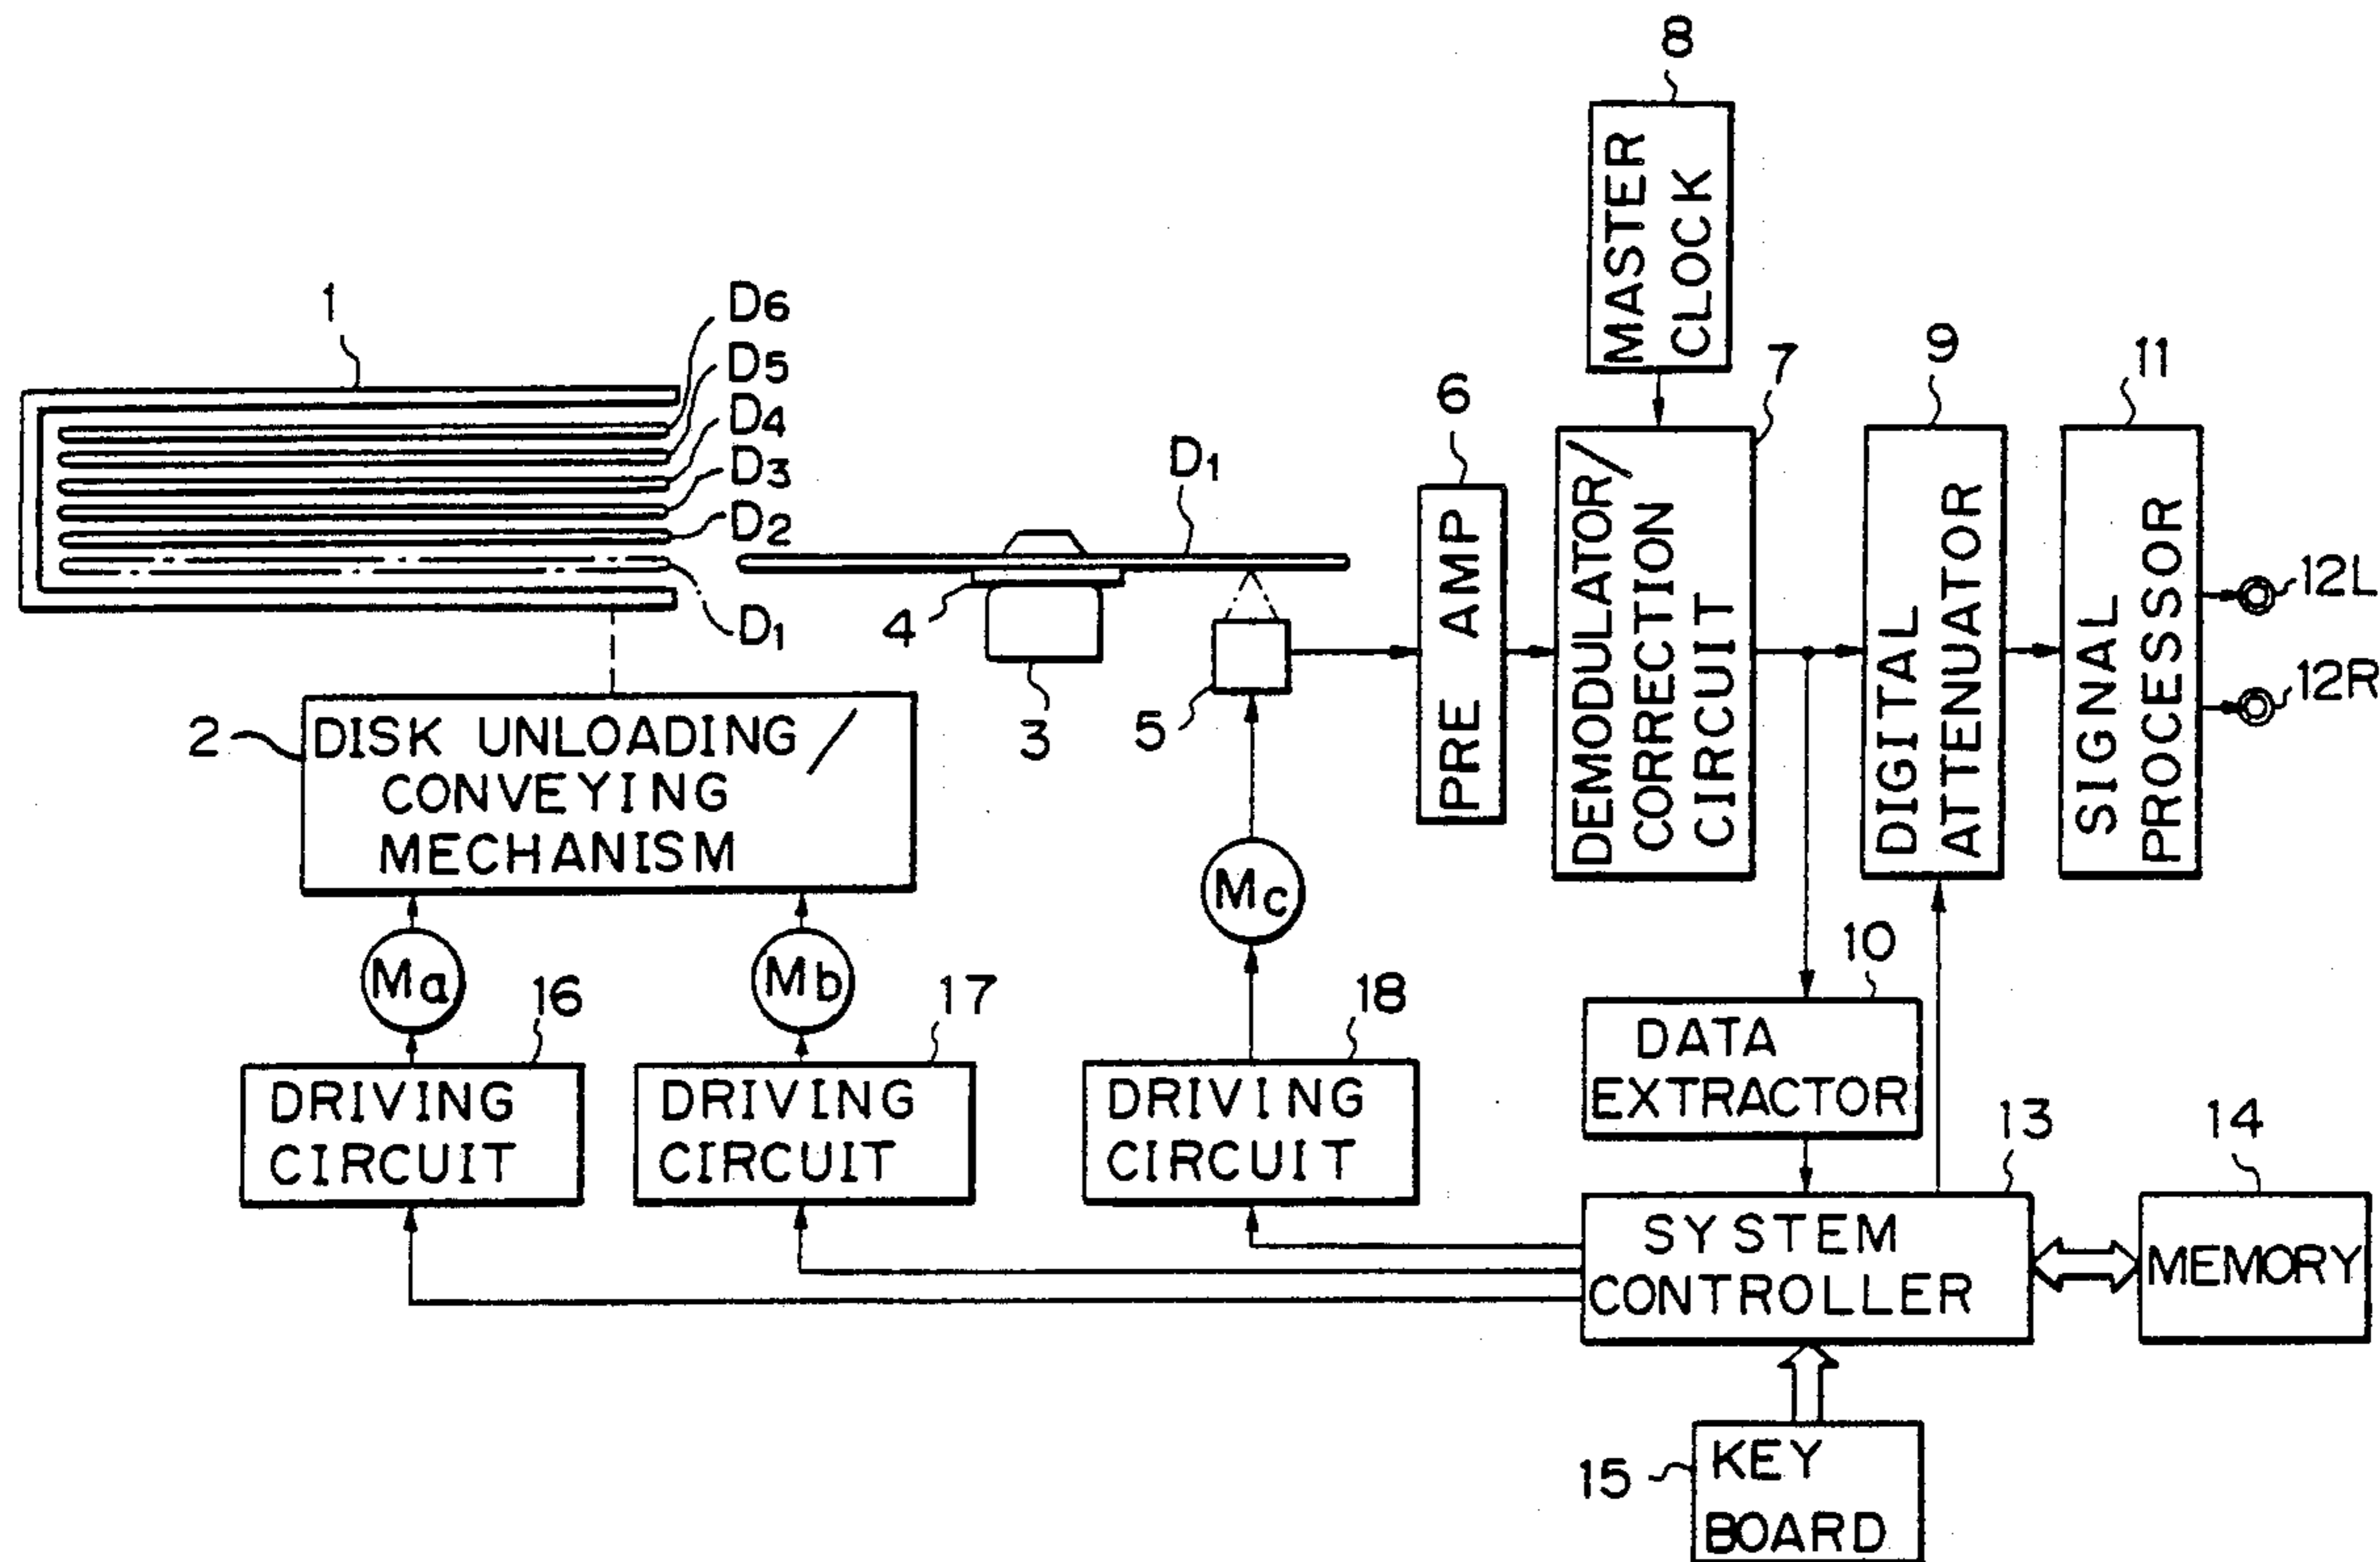 8
MASTER
CLOCK
1
D6
D5
D4
D3
D2
D1
D1
4
3
5
6
PRE AMP
7
DEMODULATOR/
CORRECTION
CIRCUIT
9
DIGITAL
ATTENUATOR
11
SIGNAL
PROCESSOR
12L
12R
2
DISK UNLOADING/
CONVEYING
MECHANISM
Ma
Mb
Mc
16
DRIVING
CIRCUIT
17
DRIVING
CIRCUIT
18
DRIVING
CIRCUIT
10
DATA
EXTRACTOR
13
SYSTEM
CONTROLLER
14
MEMORY
15
KEY
BOARD